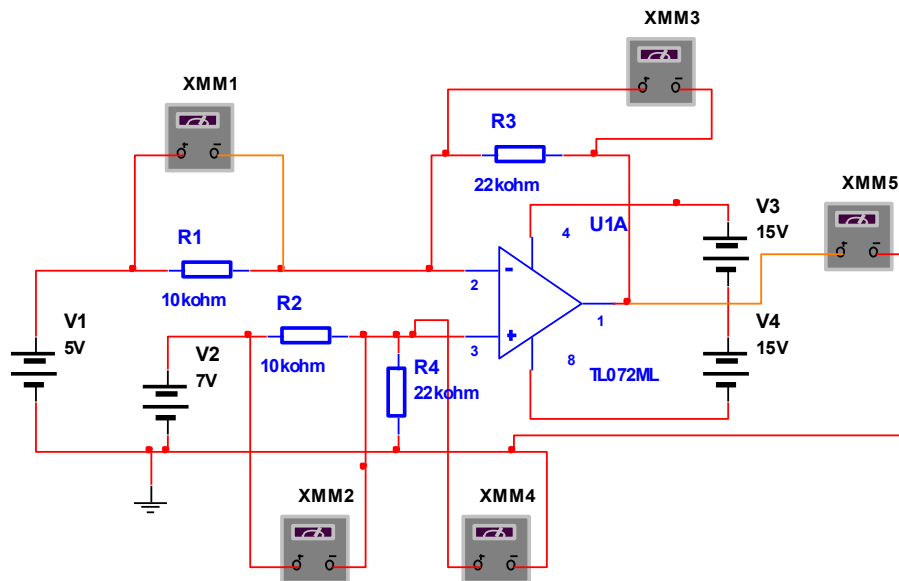 XMM3
XMM1
R3
22kohm
XMM5
4
U1A
V3
15V
R1
10kohm
2
-
R2
10kohm
+
3
1
8
TL072ML
V4
15V
V1
5V
V2
7V
R4
22kohm
XMM2
XMM4